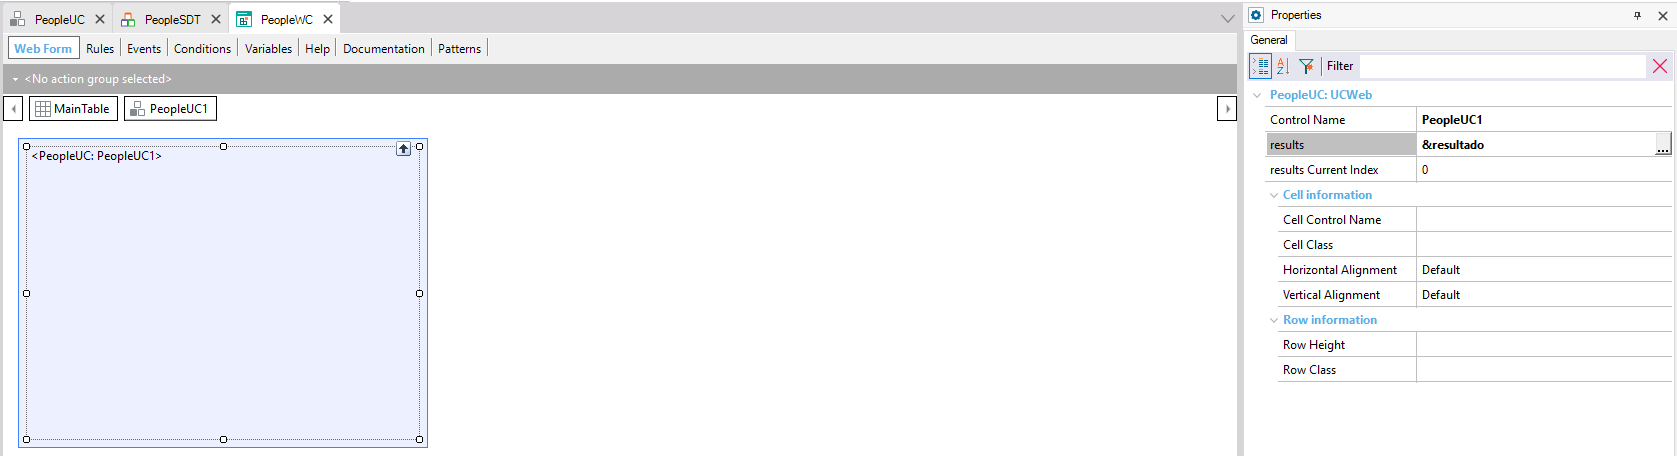 PeopleUC
PeopleSDT
PeopleWC
Web Form
Rules
Events
Conditions
Variables
Help
Documentation
Patterns
<No action group selected>
MainTable
PeopleUC1
<PeopleUC: PeopleUC1>
Properties
General
Filter
PeopleUC: UCWeb
Control Name PeopleUC1
results &resultado ...
results Current Index 0
Cell information
Cell Control Name
Cell Class
Horizontal Alignment Default
Vertical Alignment Default
Row information
Row Height
Row Class